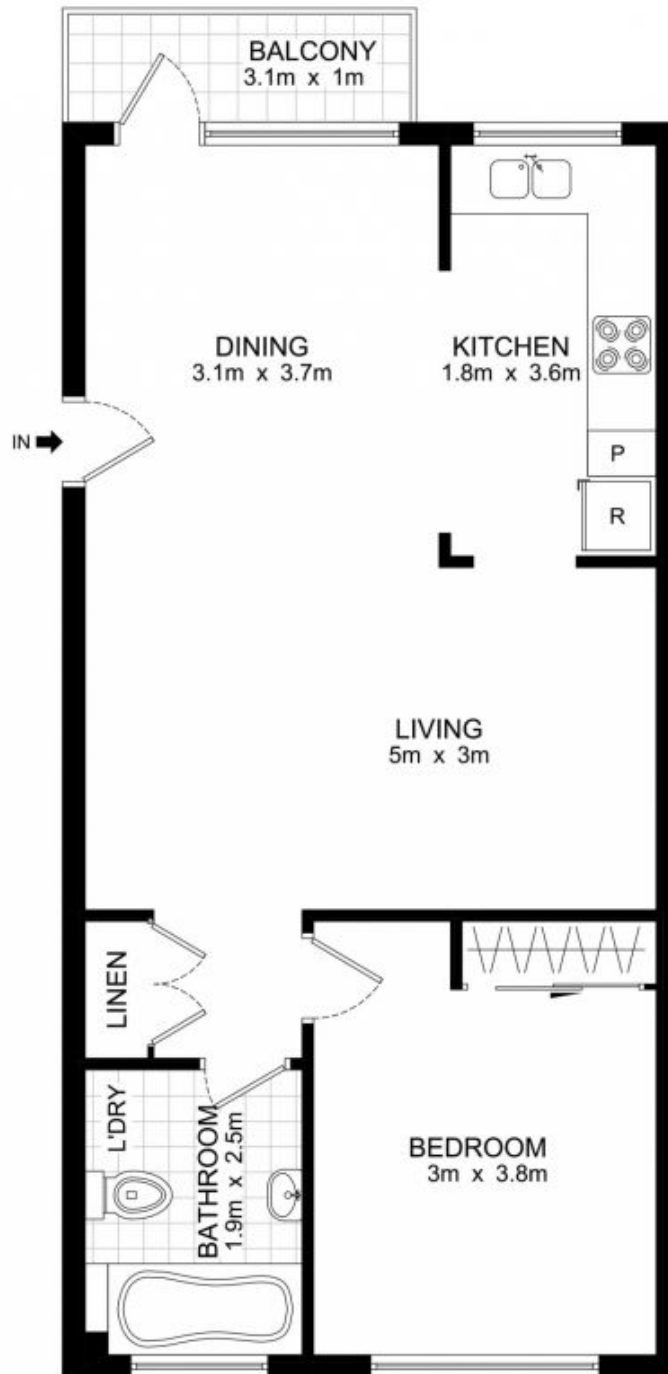 BALCONY
3.1m x 1m
DINING
3.1m x 3.7m
KITCHEN
1.8m x 3.6m
IN
P
R
LIVING
5m x 3m
LINEN
L'DRY
BATHROOM
1.9m x 2.5m
BEDROOM
3m x 3.8m